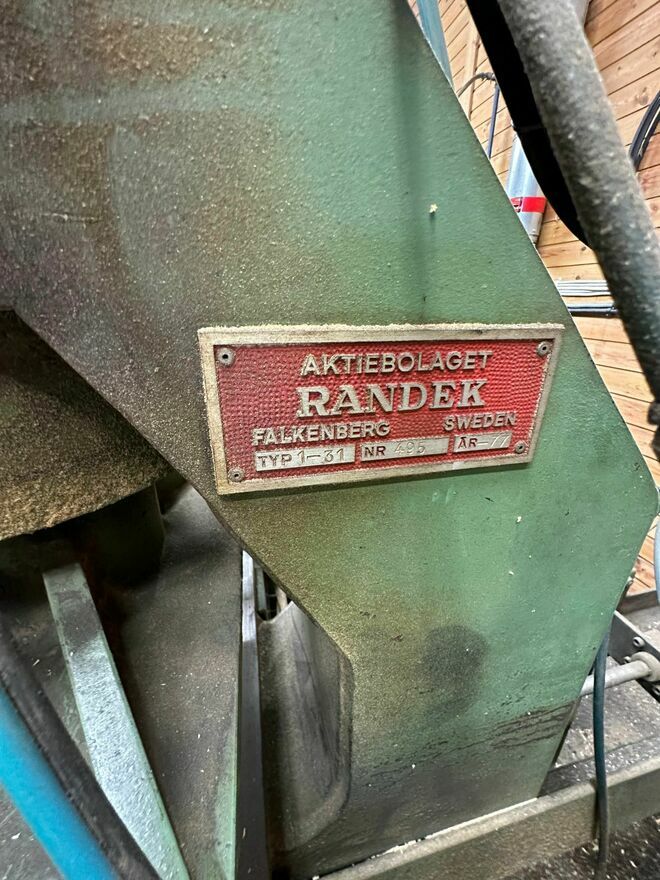 AKTIEBOLAGET
RANDEK
FALKENBERG SWEDEN
TYP 1-31 NR 495 ÅR-77